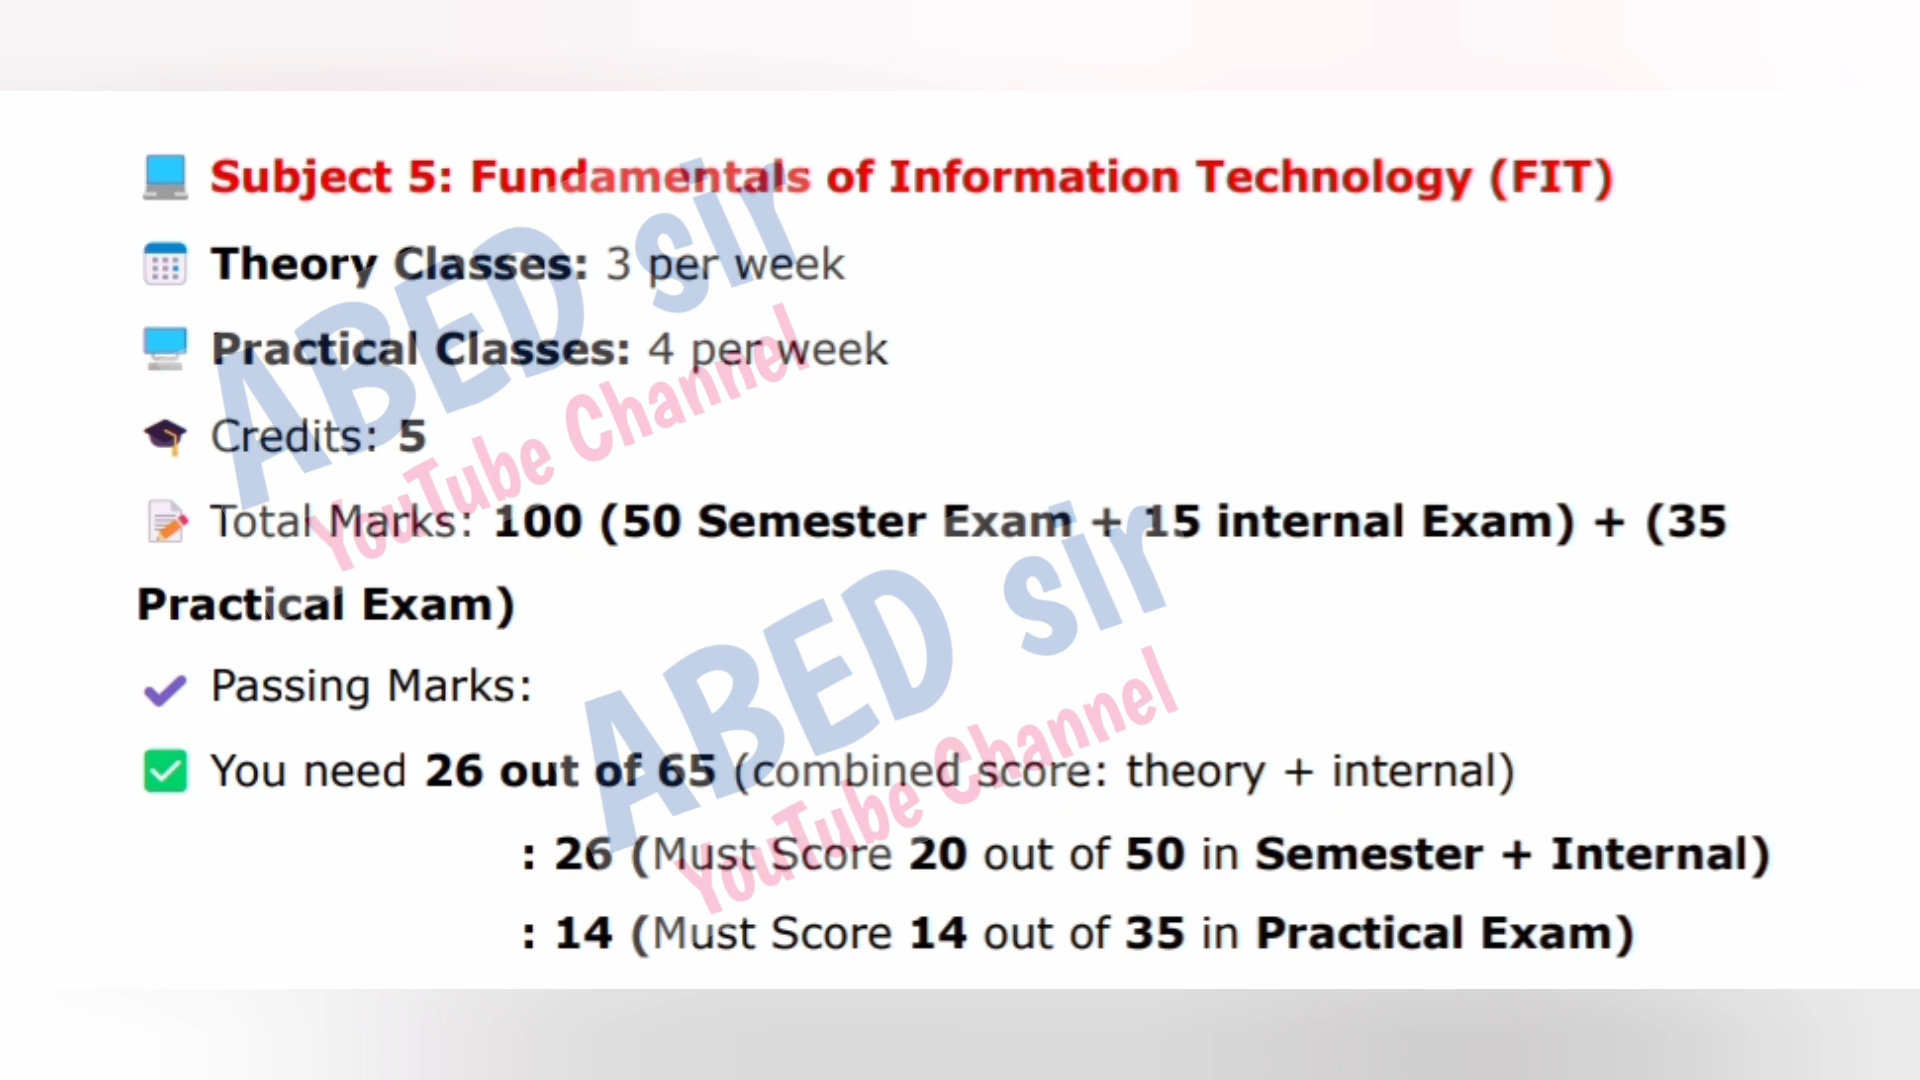 Subject 5: Fundamentals of Information Technology (FIT)
Theory Classes: 3 per week
Practical Classes: 4 per week
Credits: 5
Total Marks: 100 (50 Semester Exam + 15 internal Exam) + (35
Practical Exam)
Passing Marks:
You need 26 out of 65 (combined score: theory + internal)
: 26 (Must Score 20 out of 50 in Semester + Internal)
: 14 (Must Score 14 out of 35 in Practical Exam)
ABED sir
YouTube Channel
ABED sir
YouTube Channel